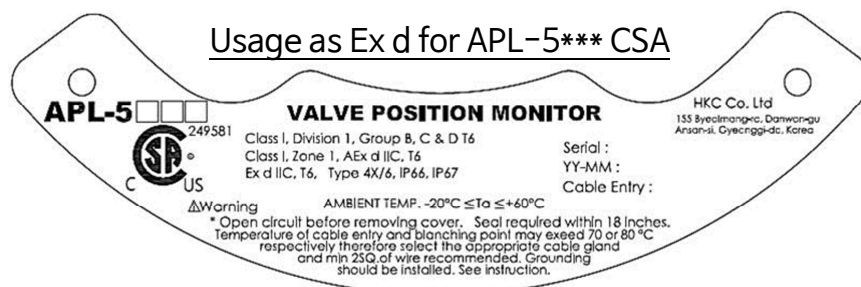 Usage as Ex d for APL-5*** CSA
APL-5□□□
VALVE POSITION MONITOR
HKC Co. Ltd
155 Byeolmang-ro, Danwon-gu
Ansan-si, Gyeonggi-do, Korea
249581
SA
C US
Class I, Division 1, Group B, C & D T6
Class I, Zone 1, AEx d IIC, T6
Ex d IIC, T6, Type 4X/6, IP66, IP67
Serial :
YY-MM :
Cable Entry :
⚠Warning
AMBIENT TEMP. -20°C ≤Ta ≤+60°C
* Open circuit before removing cover. Seal required within 18 inches.
Temperature of cable entry and blanching point may exceed 70 or 80 °C
respectively therefore select the appropriate cable gland
and min 2SQ.of wire recommended. Grounding
should be installed. See instruction.